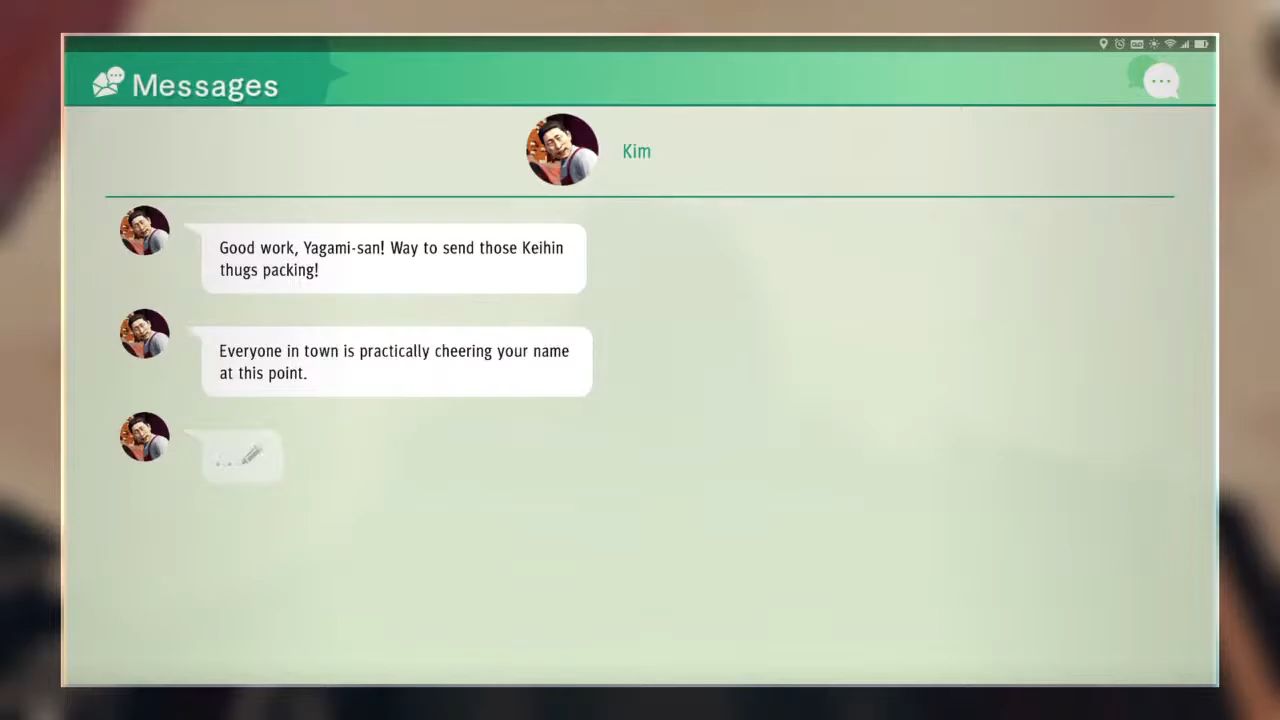 Messages
Kim
Good work, Yagami-san! Way to send those Keihin
thugs packing!
Everyone in town is practically cheering your name
at this point.